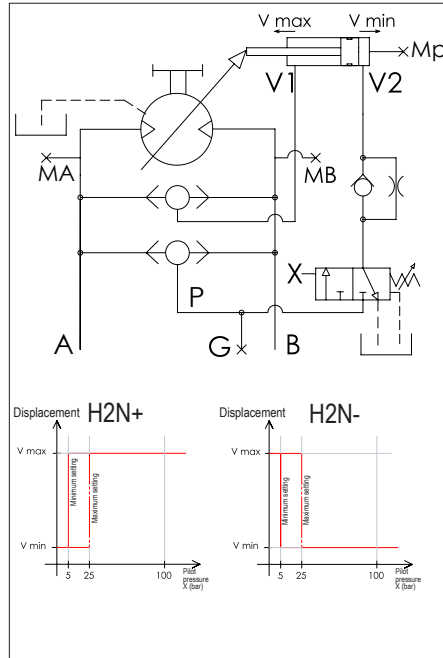 V max V min
Mp
V1 V2
MA
MB
X
P
A G B
Displacement H2N+
V max
Minimum setting
Maximum setting
V min
5 25 100
Pilot
pressure
X (bar)
Displacement H2N-
V max
Minimum setting
Maximum setting
V min
5 25 100
Pilot
pressure
X (bar)